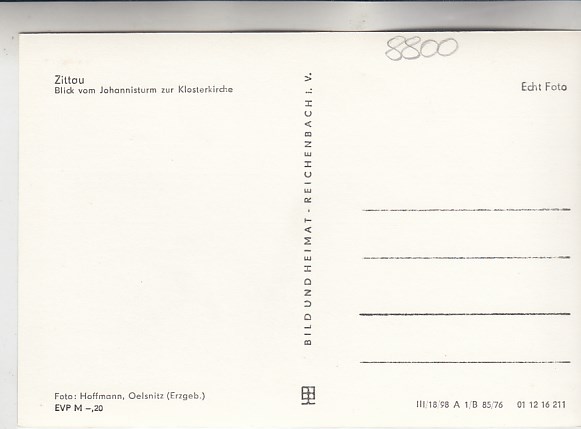 8800
Zittau
Blick vom Johannisturm zur Klosterkirche
Echt Foto
BILD UND HEIMAT - REICHENBACH I. V.
Foto: Hoffmann, Oelsnitz (Erzgeb.)
EVP M –,20
III/18/98 A 1/B 85/76 01 12 16 211